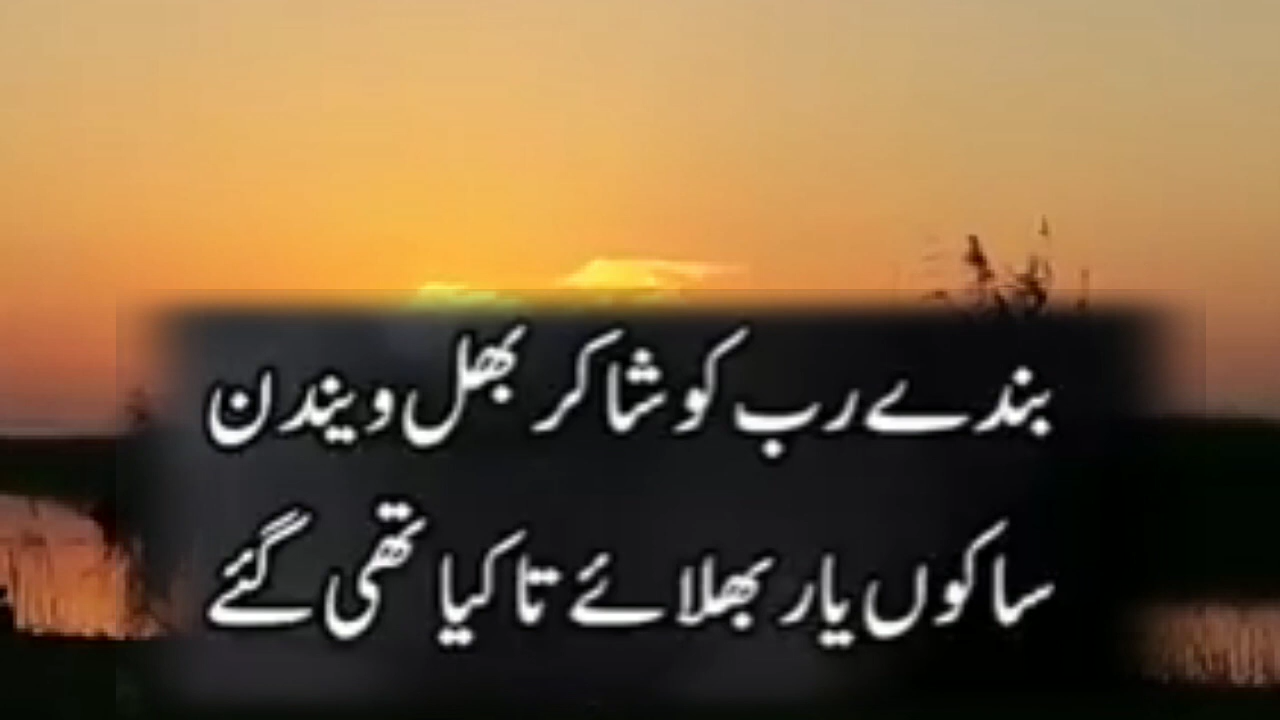 بندے رب کو شاکر بھل ویندن
ساکوں یار بھلائے تا کیا تھی گئے